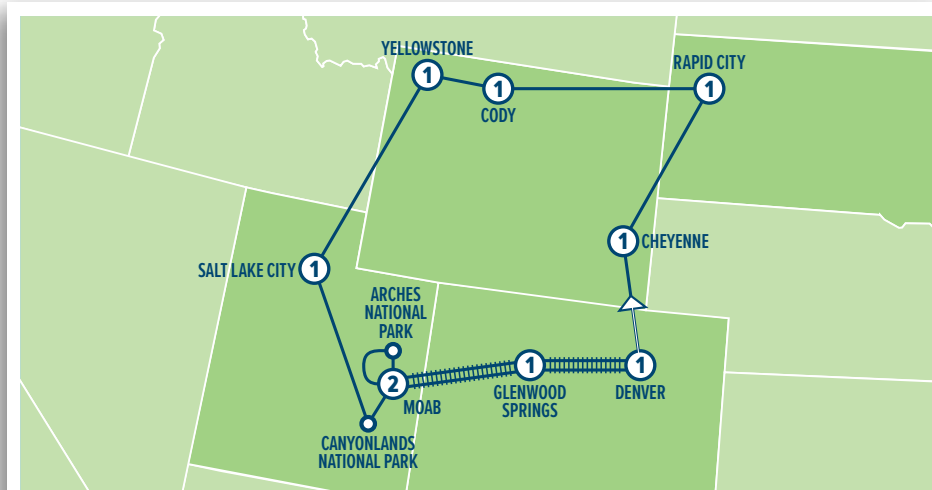 YELLOWSTONE
1
1
CODY
RAPID CITY
1
1
CHEYENNE
SALT LAKE CITY
1
ARCHES
NATIONAL
PARK
2
MOAB
1
GLENWOOD
SPRINGS
1
DENVER
CANYONLANDS
NATIONAL PARK